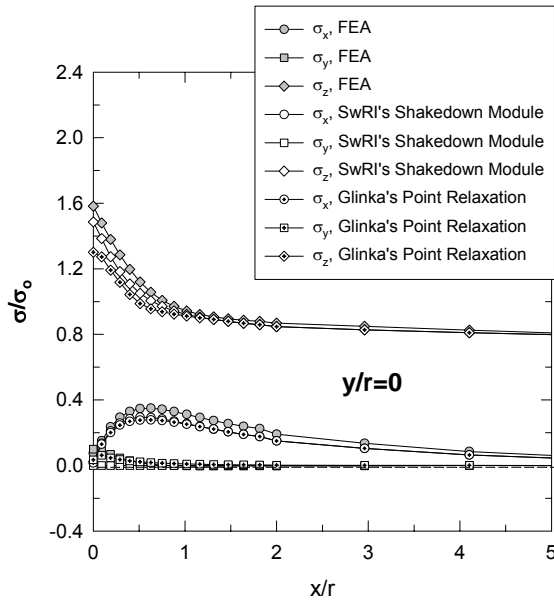 σx, FEA
σy, FEA
σz, FEA
σx, SwRI's Shakedown Module
σy, SwRI's Shakedown Module
σz, SwRI's Shakedown Module
σx, Glinka's Point Relaxation
σy, Glinka's Point Relaxation
σz, Glinka's Point Relaxation
2.4
2.0
1.6
1.2
0.8
0.4
0.0
-0.4
σ/σo
y/r=0
0 1 2 3 4 5
x/r